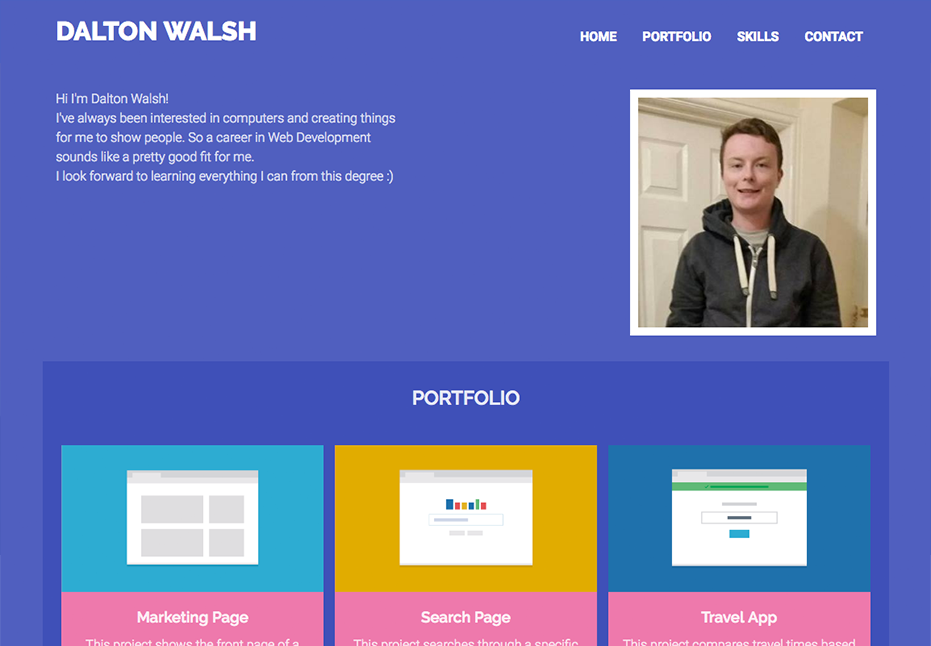 DALTON WALSH
HOME PORTFOLIO SKILLS CONTACT
Hi I'm Dalton Walsh!
I've always been interested in computers and creating things
for me to show people. So a career in Web Development
sounds like a pretty good fit for me.
I look forward to learning everything I can from this degree :)
PORTFOLIO
Marketing Page
This project shows the front page of a
Search Page
This project searches through a specific
Travel App
This project compares travel times based